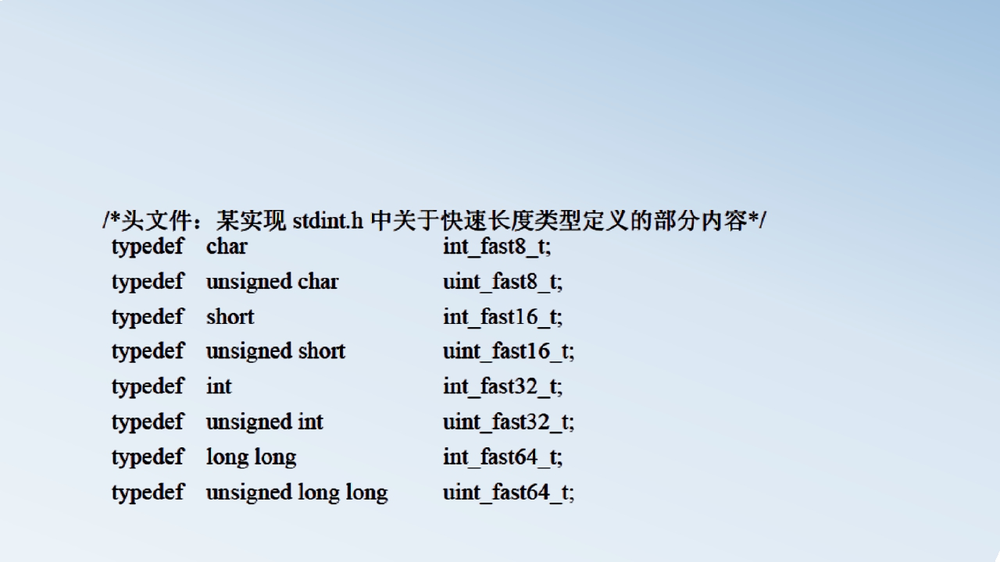 /*头文件：某实现 stdint.h 中关于快速长度类型定义的部分内容*/
typedef char int_fast8_t;
typedef unsigned char uint_fast8_t;
typedef short int_fast16_t;
typedef unsigned short uint_fast16_t;
typedef int int_fast32_t;
typedef unsigned int uint_fast32_t;
typedef long long int_fast64_t;
typedef unsigned long long uint_fast64_t;